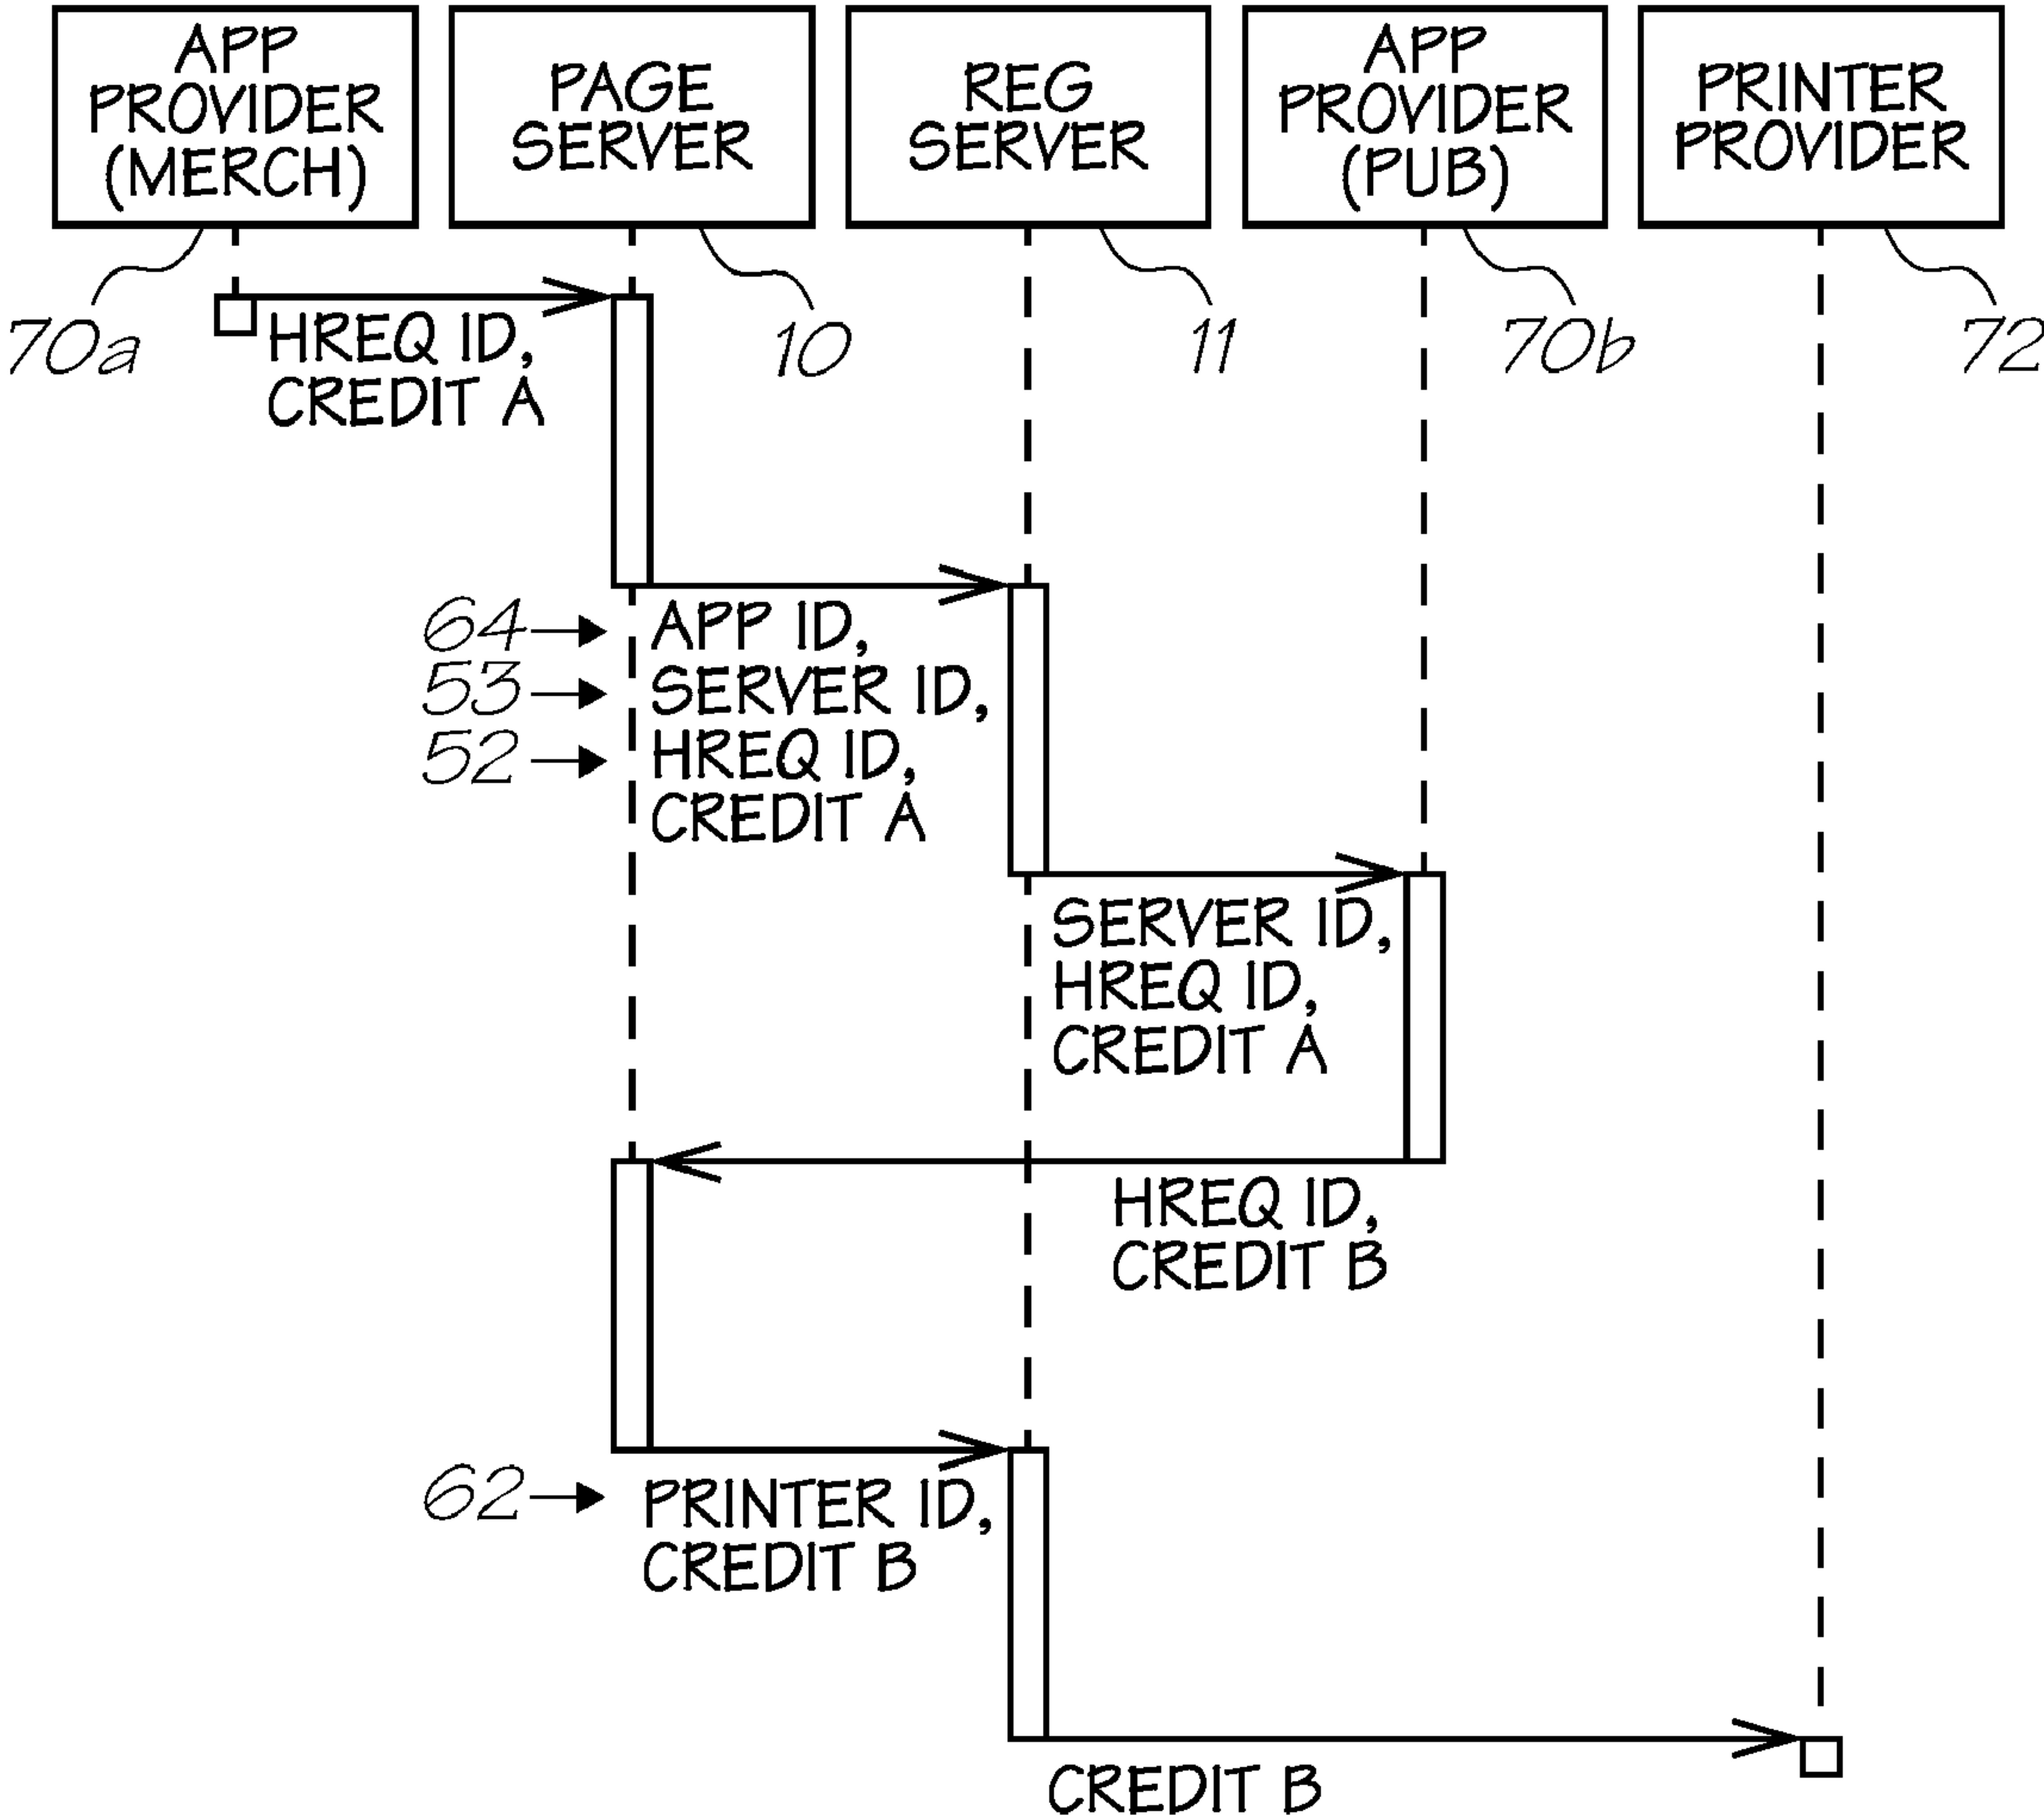 APP
PROVIDER
(MERCH)
PAGE
SERVER
REG
SERVER
APP
PROVIDER
(PUB)
PRINTER
PROVIDER
70a
10
11
70b
72
HREQ ID,
CREDIT A
64
APP ID,
53
SERVER ID,
52
HREQ ID,
CREDIT A
SERVER ID,
HREQ ID,
CREDIT A
HREQ ID,
CREDIT B
62
PRINTER ID,
CREDIT B
CREDIT B